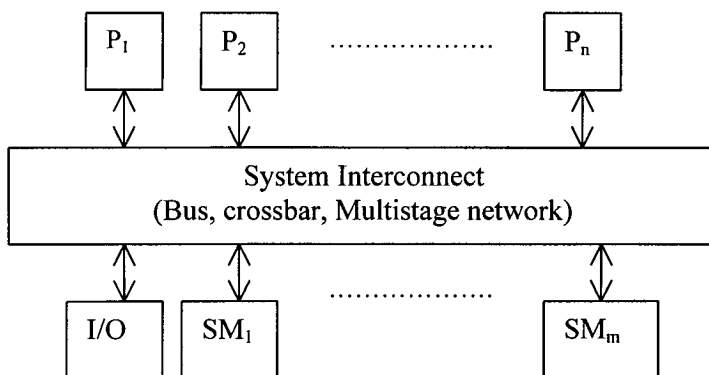 P₁ P₂ ..................... Pₙ
System Interconnect
(Bus, crossbar, Multistage network)
.....................
I/O SM₁ SMₘ